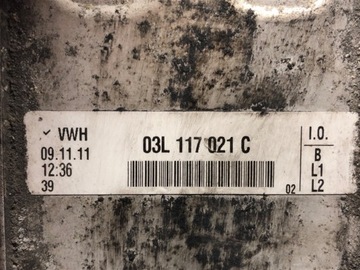 ✓ VWH
09.11.11
12:36
39
03L 117 021 C
02
I.O.
B
L1
L2